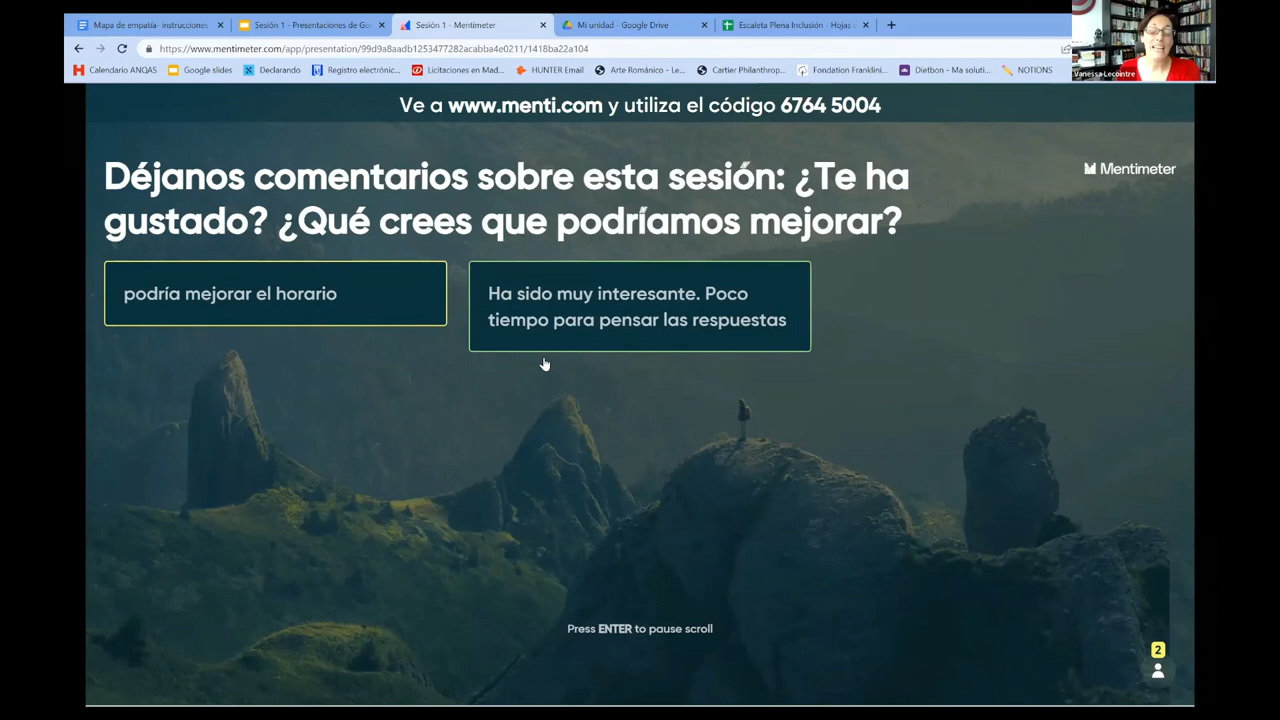 Mapa de empatía- instrucciones
Sesión 1 - Presentaciones de Go
Sesión 1 - Mentimeter
Mi unidad - Google Drive
Escaleta Plena Inclusión - Hojas
https://www.mentimeter.com/app/presentation/99d9a8aadb1253477282acabba4e0211/1418ba22a104
Calendario ANQAS
Google slides
Declarando
Registro electrónic...
Licitaciones en Mad...
HUNTER Email
Arte Románico - Le...
Cartier Philanthrop...
Fondation Franklini...
Dietbon - Ma soluti...
NOTIONS
Vanessa Lecointre
Ve a www.menti.com y utiliza el código 6764 5004
Mentimeter
Déjanos comentarios sobre esta sesión: ¿Te ha
gustado? ¿Qué crees que podríamos mejorar?
podría mejorar el horario
Ha sido muy interesante. Poco
tiempo para pensar las respuestas
Press ENTER to pause scroll
2